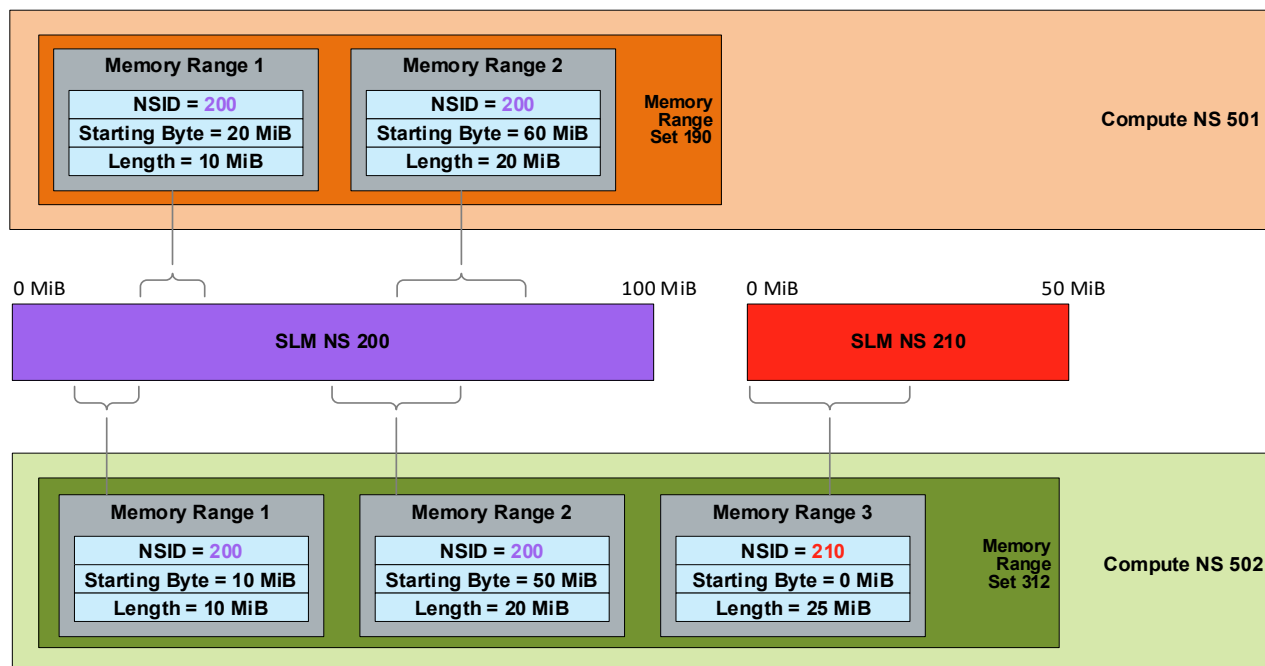 Memory Range 1
NSID = 200
Starting Byte = 20 MiB
Length = 10 MiB
Memory Range 2
NSID = 200
Starting Byte = 60 MiB
Length = 20 MiB
Memory
Range
Set 190
Compute NS 501
0 MiB
100 MiB
0 MiB
50 MiB
SLM NS 200
SLM NS 210
Memory Range 1
NSID = 200
Starting Byte = 10 MiB
Length = 10 MiB
Memory Range 2
NSID = 200
Starting Byte = 50 MiB
Length = 20 MiB
Memory Range 3
NSID = 210
Starting Byte = 0 MiB
Length = 25 MiB
Memory
Range
Set 312
Compute NS 502